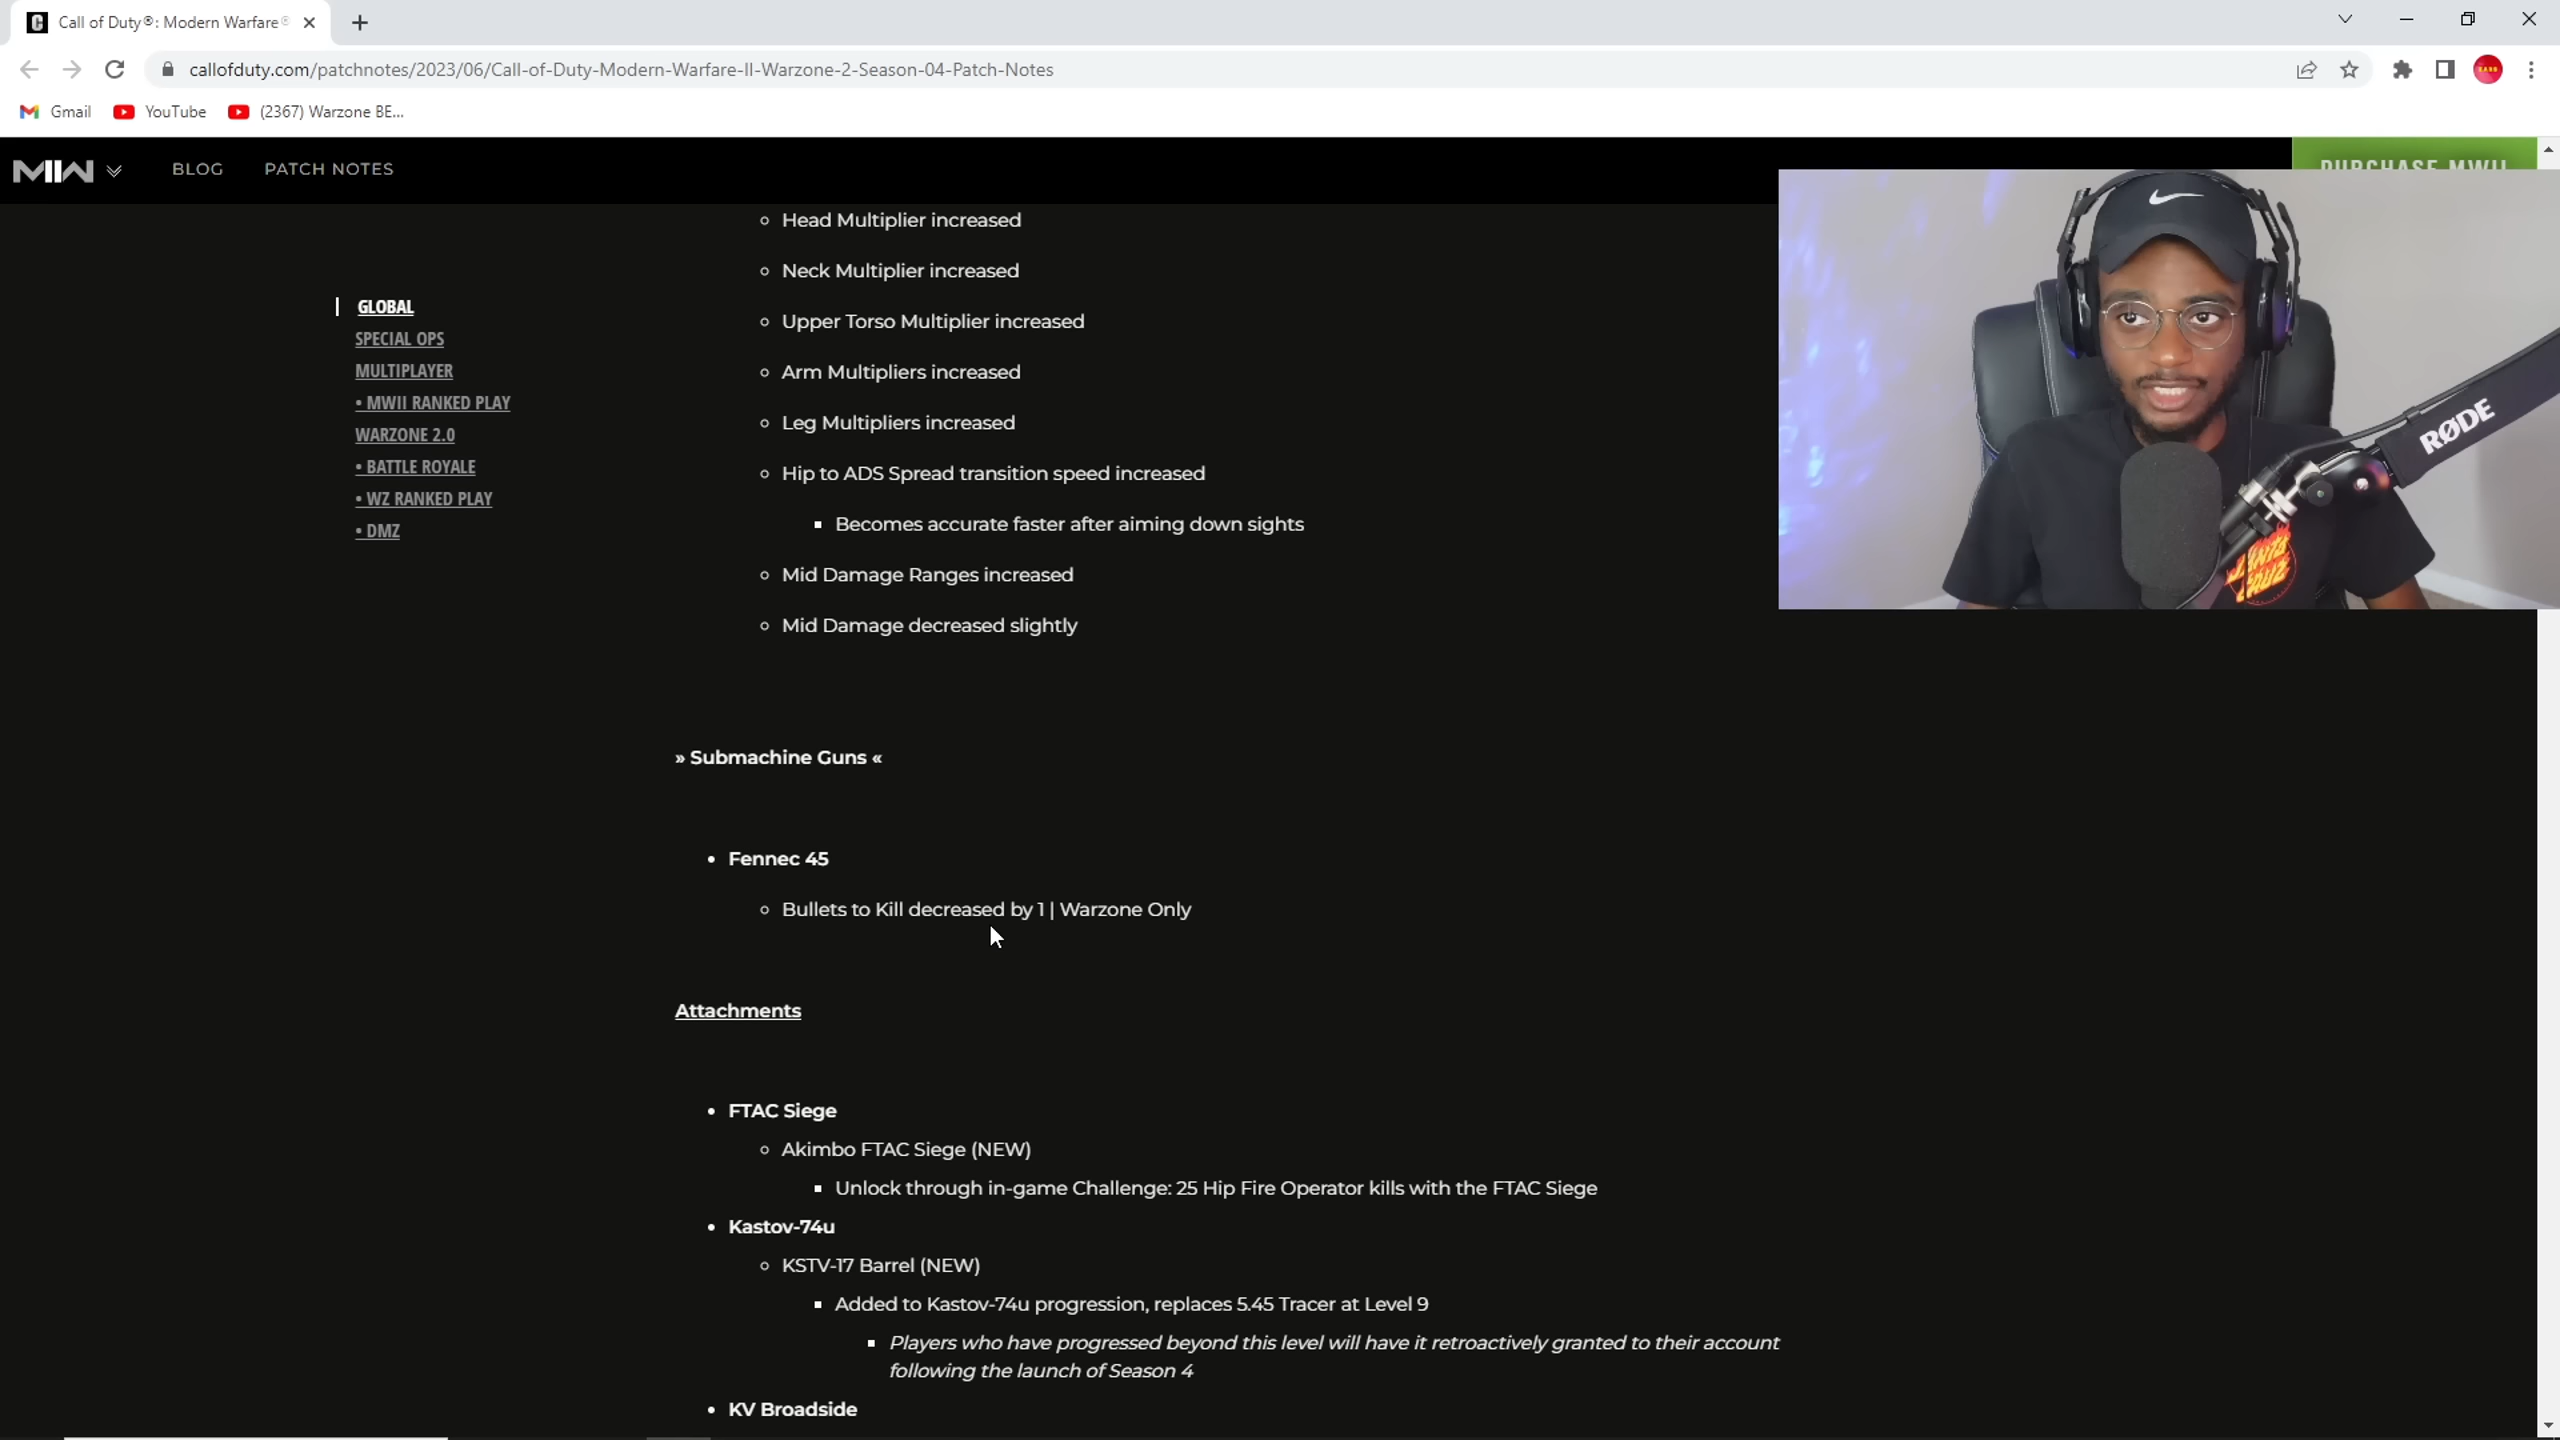 Call of Duty®: Modern Warfare®
callofduty.com/patchnotes/2023/06/Call-of-Duty-Modern-Warfare-II-Warzone-2-Season-04-Patch-Notes
Gmail YouTube (2367) Warzone BE...
MIIW BLOG PATCH NOTES PURCHASE MWII
GLOBAL
SPECIAL OPS
MULTIPLAYER
• MWII RANKED PLAY
WARZONE 2.0
• BATTLE ROYALE
• WZ RANKED PLAY
• DMZ
Head Multiplier increased
Neck Multiplier increased
Upper Torso Multiplier increased
Arm Multipliers increased
Leg Multipliers increased
Hip to ADS Spread transition speed increased
Becomes accurate faster after aiming down sights
Mid Damage Ranges increased
Mid Damage decreased slightly
» Submachine Guns «
• Fennec 45
Bullets to Kill decreased by 1 | Warzone Only
Attachments
• FTAC Siege
Akimbo FTAC Siege (NEW)
Unlock through in-game Challenge: 25 Hip Fire Operator kills with the FTAC Siege
• Kastov-74u
KSTV-17 Barrel (NEW)
Added to Kastov-74u progression, replaces 5.45 Tracer at Level 9
Players who have progressed beyond this level will have it retroactively granted to their account
following the launch of Season 4
• KV Broadside
RØDE